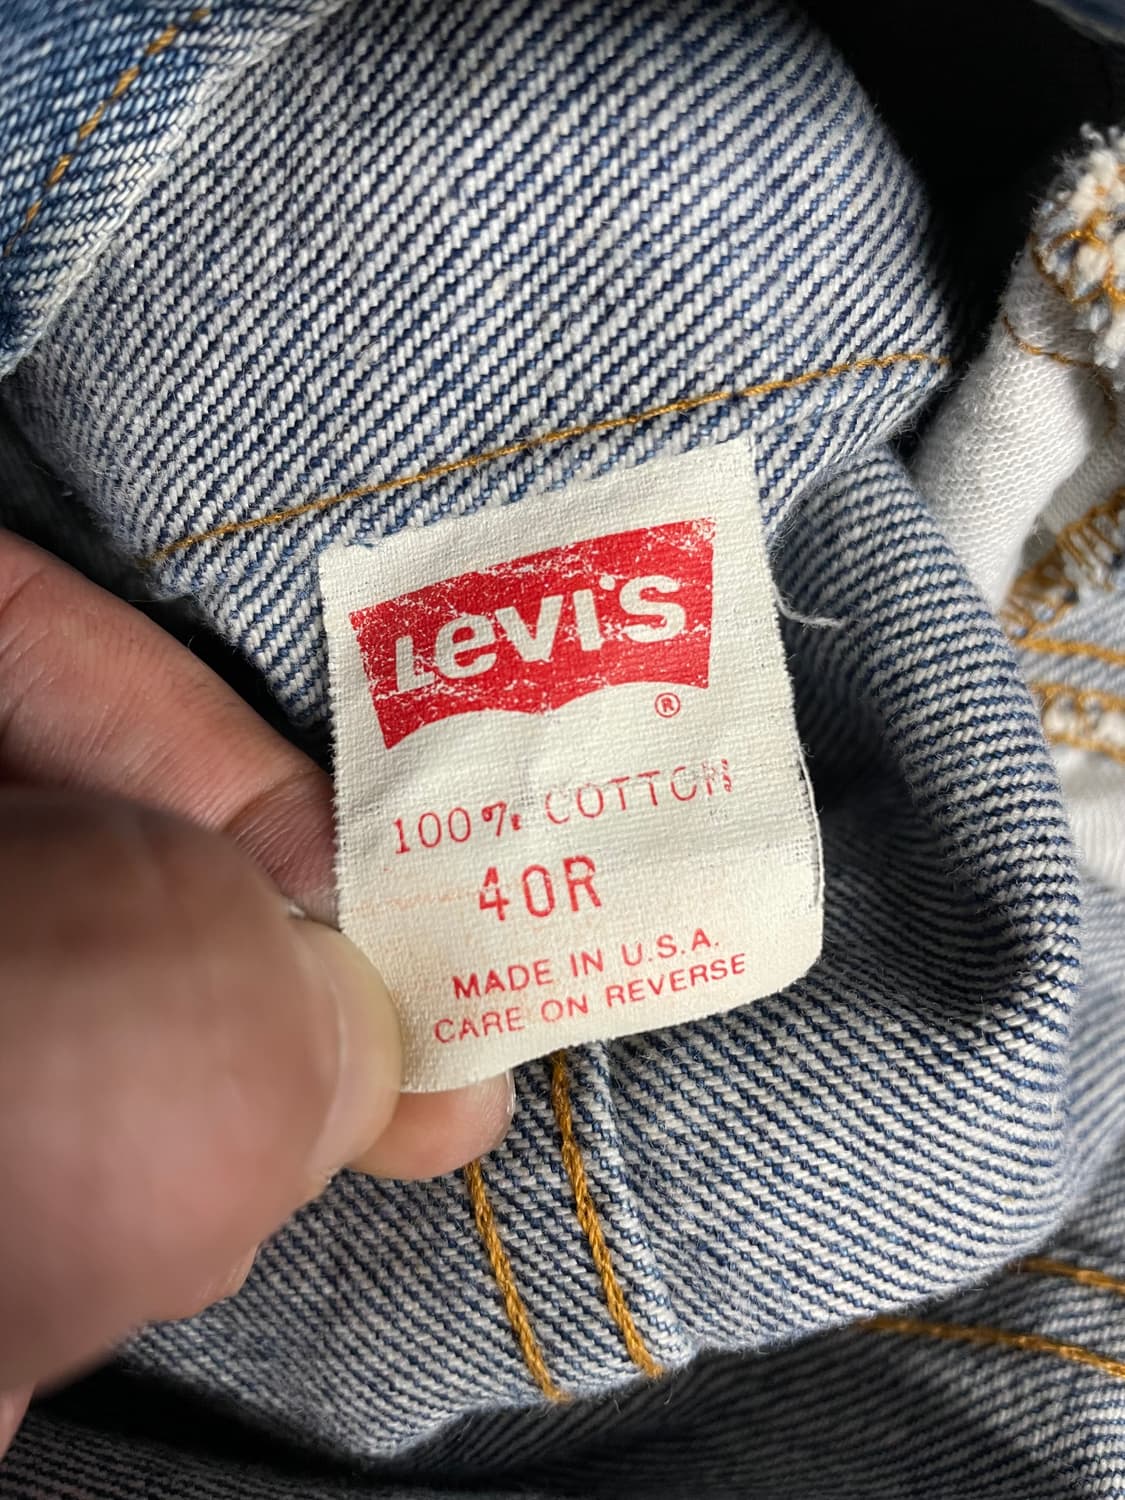 Levi's
®
100% COTTON
40R
MADE IN U.S.A.
CARE ON REVERSE